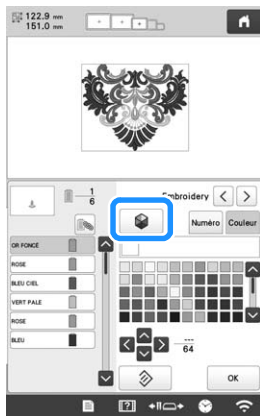 122.9 mm
151.0 mm
1
6
Embroidery
Numéro Couleur
OR FONCE
ROSE
BLEU CIEL
VERT PALE
ROSE
BLEU
---
64
OK